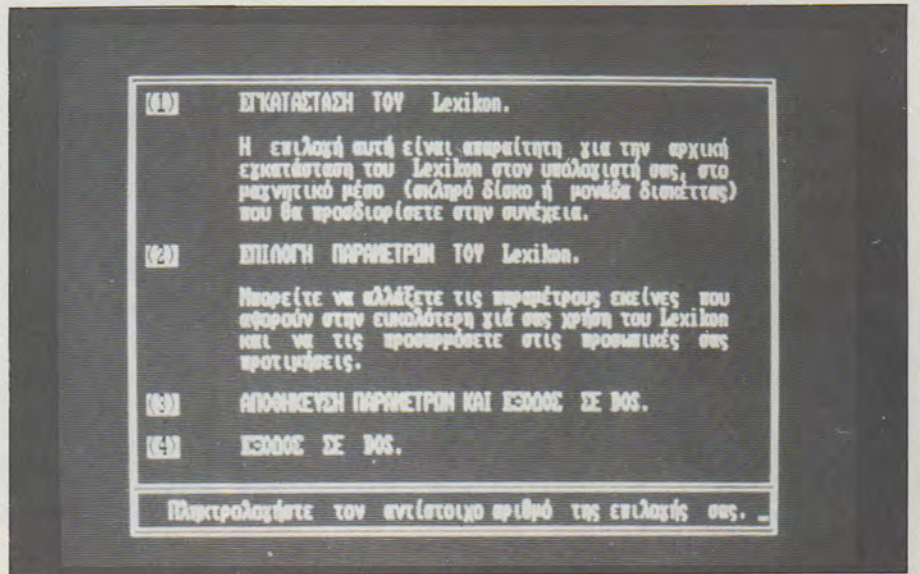 (1) ΕΓΚΑΤΑΣΤΑΣΗ ΤΟΥ Lexikon.
Η επιλογή αυτή είναι απαραίτητη για την αρχική
εγκατάσταση του Lexikon στον υπόλογιστή σας, στο
μαγνητικό μέσο (σκληρό δίσκο ή μονάδα δισκέττας)
που θα προσδιορίσετε στην συνέχεια.
(2) ΕΠΙΛΟΓΗ ΠΑΡΑΜΕΤΡΩΝ ΤΟΥ Lexikon.
Μπορείτε να αλλάξετε τις παραμέτρους εκείνες που
αφορούν στην ευκολότερη γιά σας χρήση του Lexikon
και να τις προσαρμόσετε στις προσωπικές σας
προτιμήσεις.
(3) ΑΠΟΘΗΚΕΥΣΗ ΠΑΡΑΜΕΤΡΩΝ ΚΑΙ ΕΞΟΔΟΣ ΣΕ DOS.
(4) ΕΞΟΔΟΣ ΣΕ DOS.
Πληκτρολογήστε τον αντίστοιχο αριθμό της επιλογής σας. _